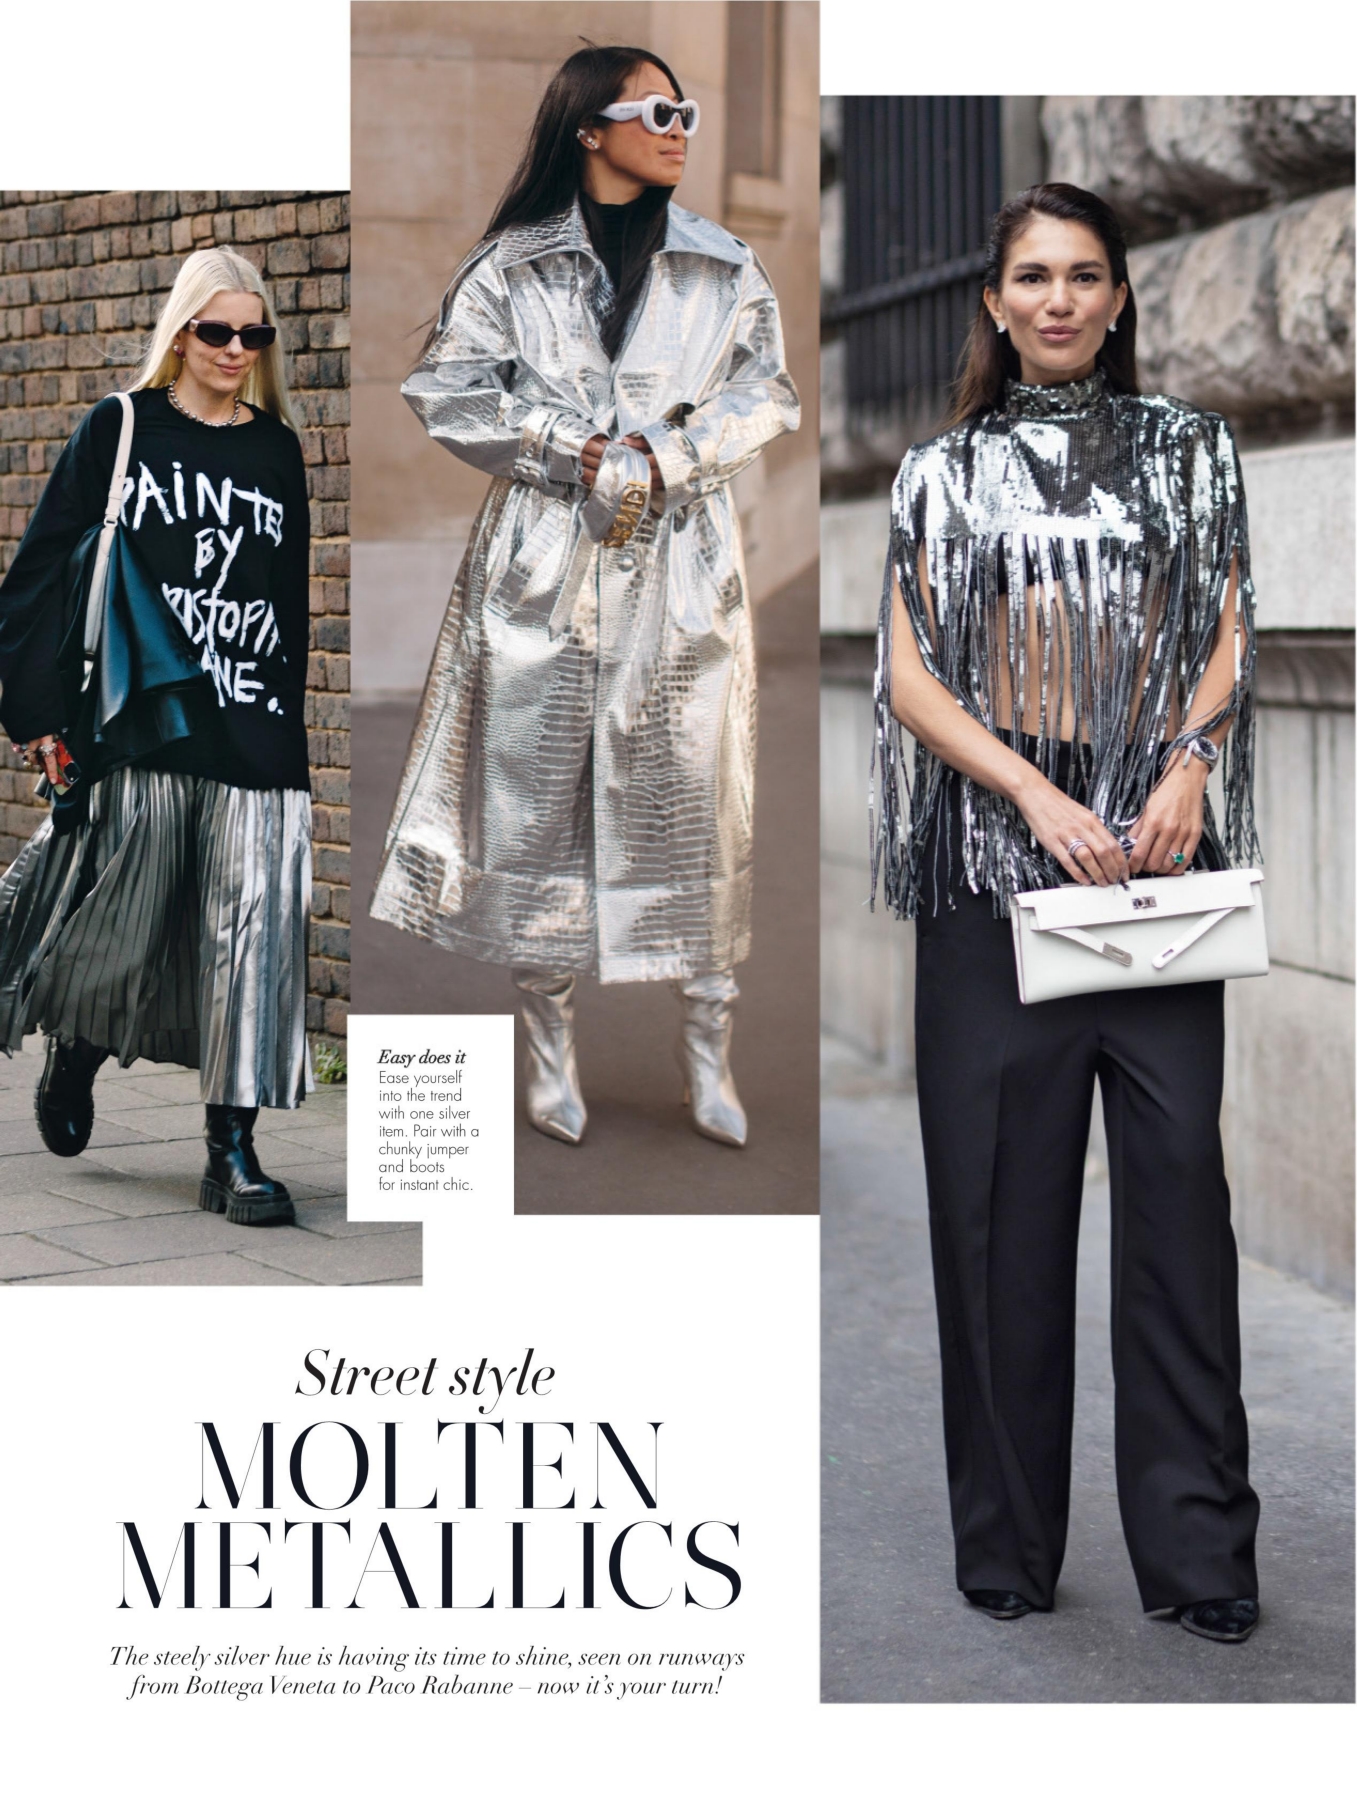 PAINTED
BY
ANE.
FENDI
Easy does it
Ease yourself
into the trend
with one silver
item. Pair with a
chunky jumper
and boots
for instant chic.
Street style
MOLTEN
METALLICS
The steely silver hue is having its time to shine, seen on runways
from Bottega Veneta to Paco Rabanne – now it's your turn!